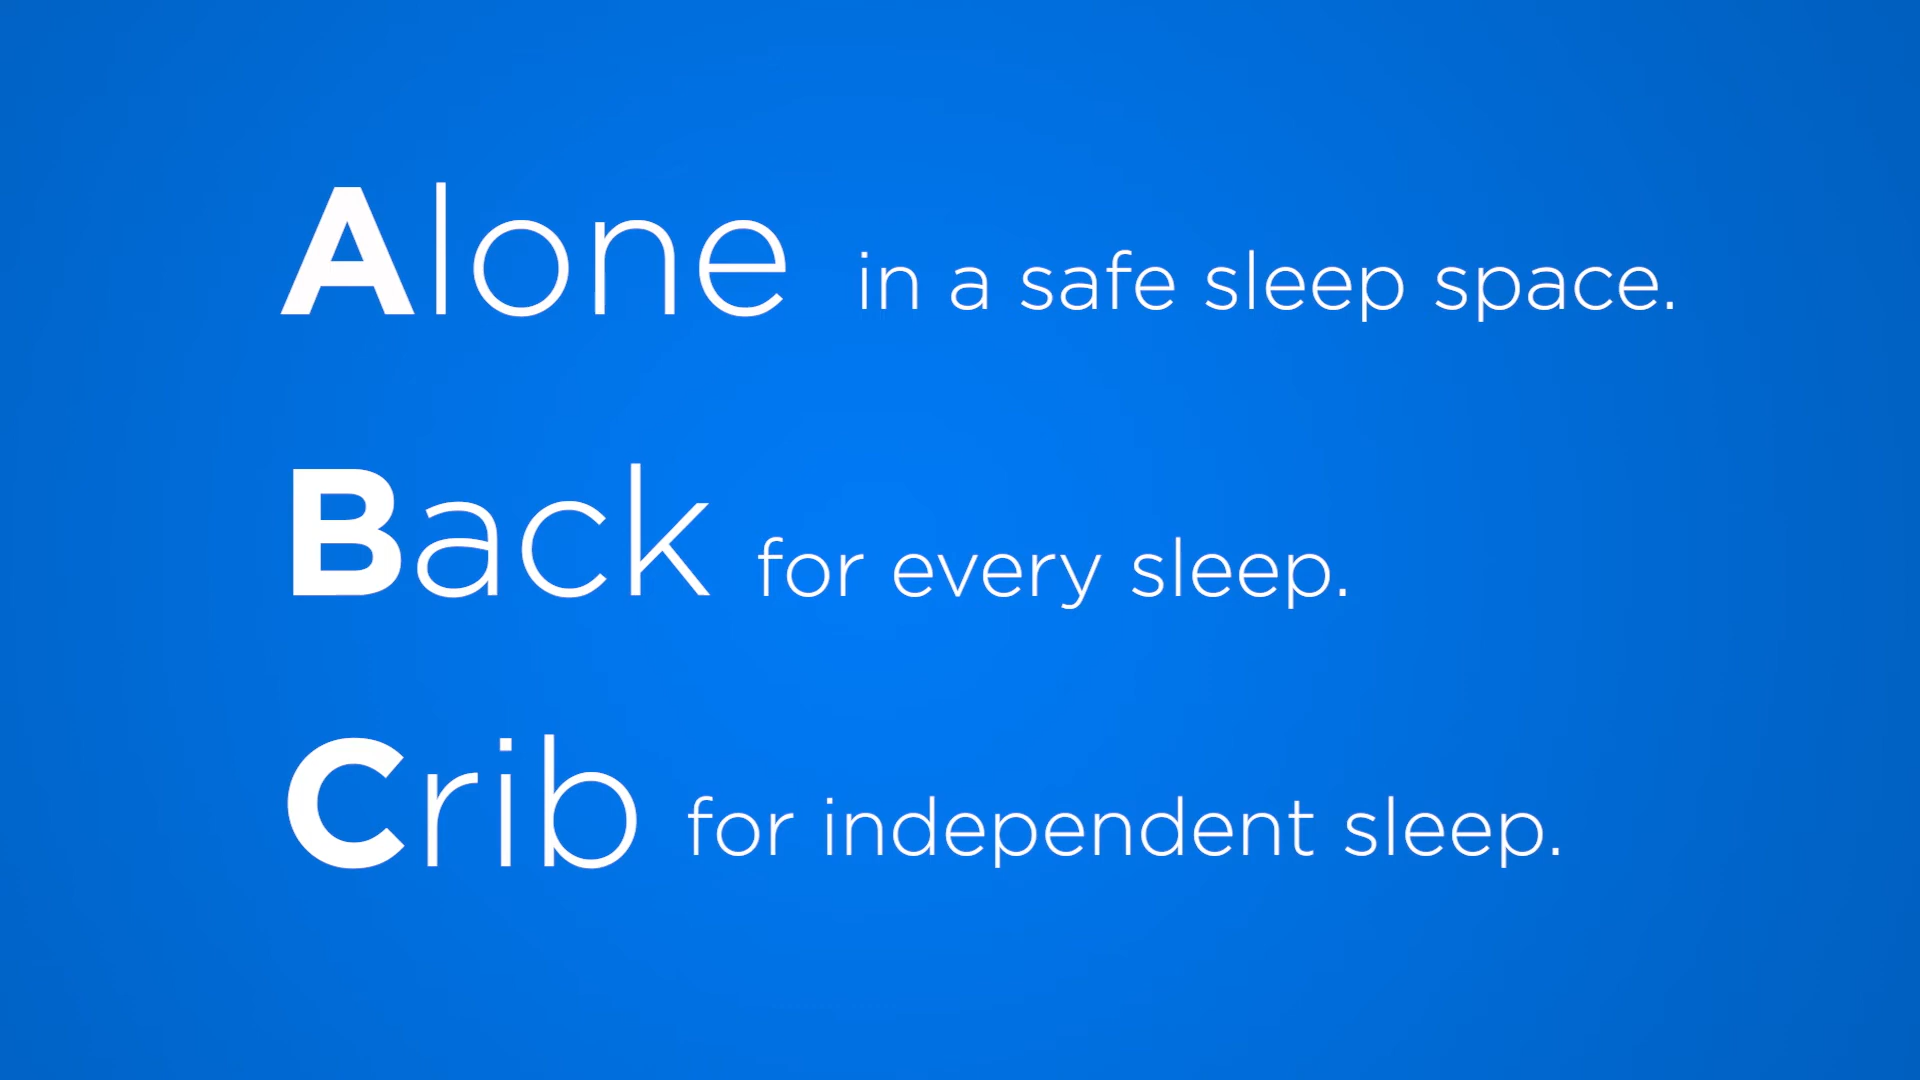 Alone in a safe sleep space.
Back for every sleep.
Crib for independent sleep.